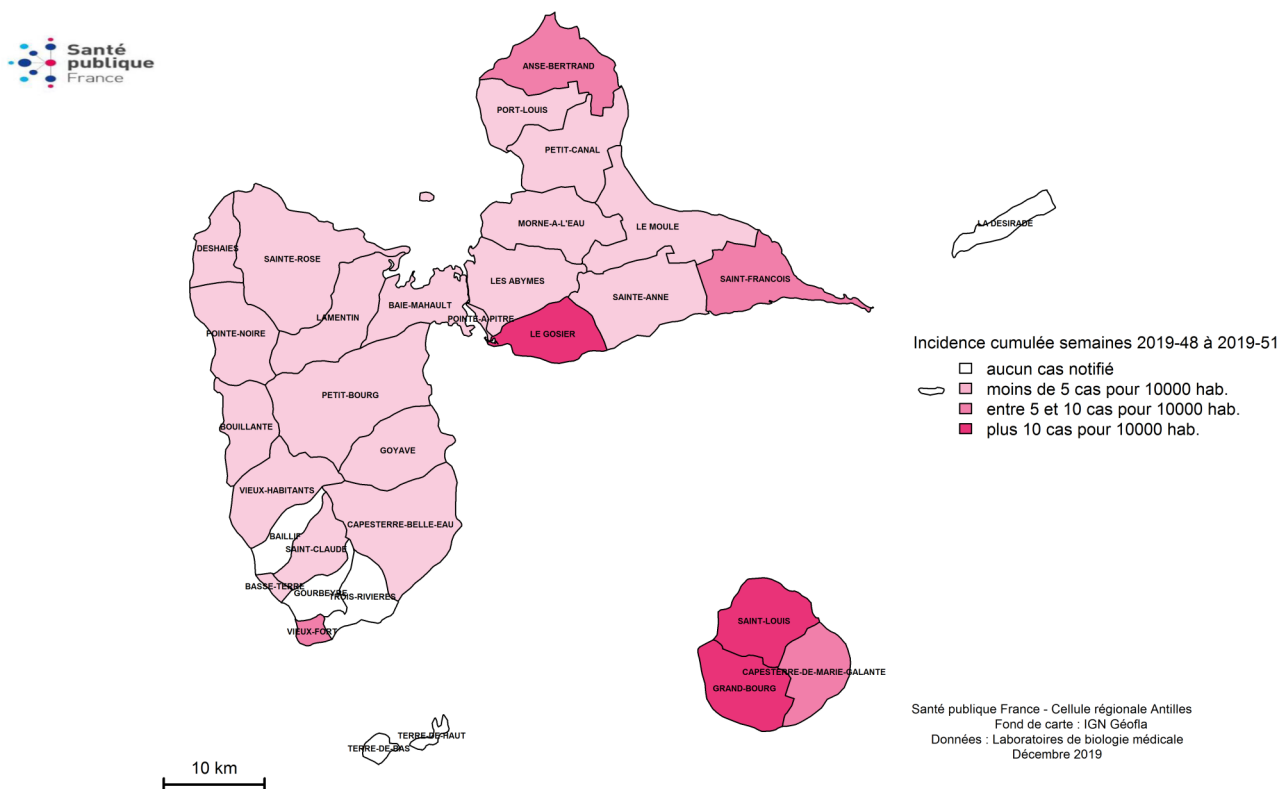 Santé
publique
France
ANSE-BERTRAND
PORT-LOUIS
PETIT-CANAL
MORNE-A-L'EAU
LE MOULE
LA DESIRADE
DESHAIES
SAINTE-ROSE
LES ABYMES
SAINT-FRANCOIS
SAINTE-ANNE
BAIE-MAHAULT
LAMENTIN
POINTE-A-PITRE
POINTE-NOIRE
LE GOSIER
Incidence cumulée semaines 2019-48 à 2019-51
aucun cas notifié
moins de 5 cas pour 10000 hab.
entre 5 et 10 cas pour 10000 hab.
plus 10 cas pour 10000 hab.
PETIT-BOURG
BOUILLANTE
GOYAVE
VIEUX-HABITANTS
CAPESTERRE-BELLE-EAU
BAILLIF
SAINT-CLAUDE
BASSE-TERRE
GOURBEYRE
TROIS-RIVIERES
VIEUX-FORT
SAINT-LOUIS
CAPESTERRE-DE-MARIE-GALANTE
GRAND-BOURG
TERRE-DE-HAUT
TERRE-DE-BAS
Santé publique France - Cellule régionale Antilles
Fond de carte : IGN Géofla
Données : Laboratoires de biologie médicale
Décembre 2019
10 km